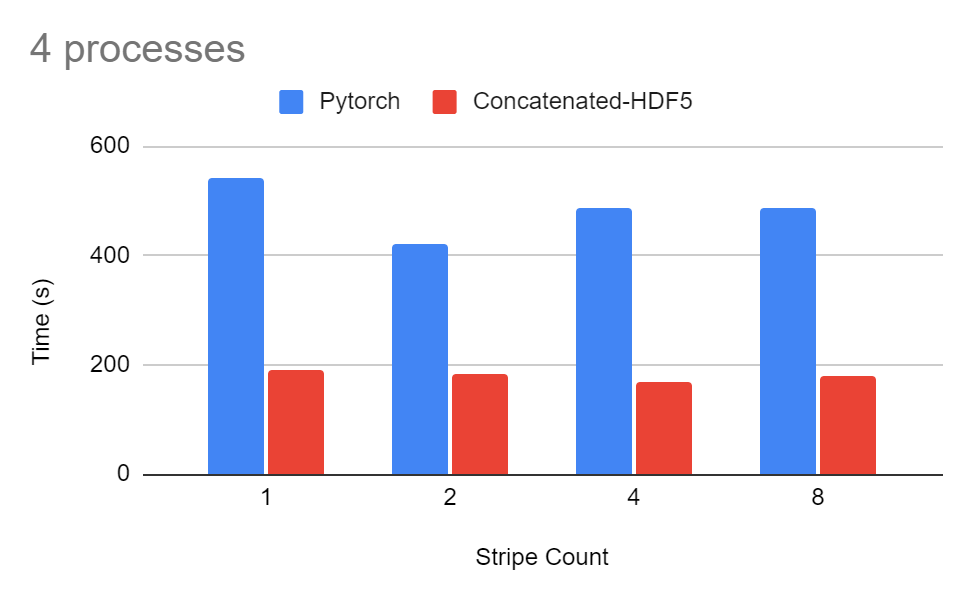 4 processes
Pytorch Concatenated-HDF5
600
400
200
0
Time (s)
1 2 4 8
Stripe Count